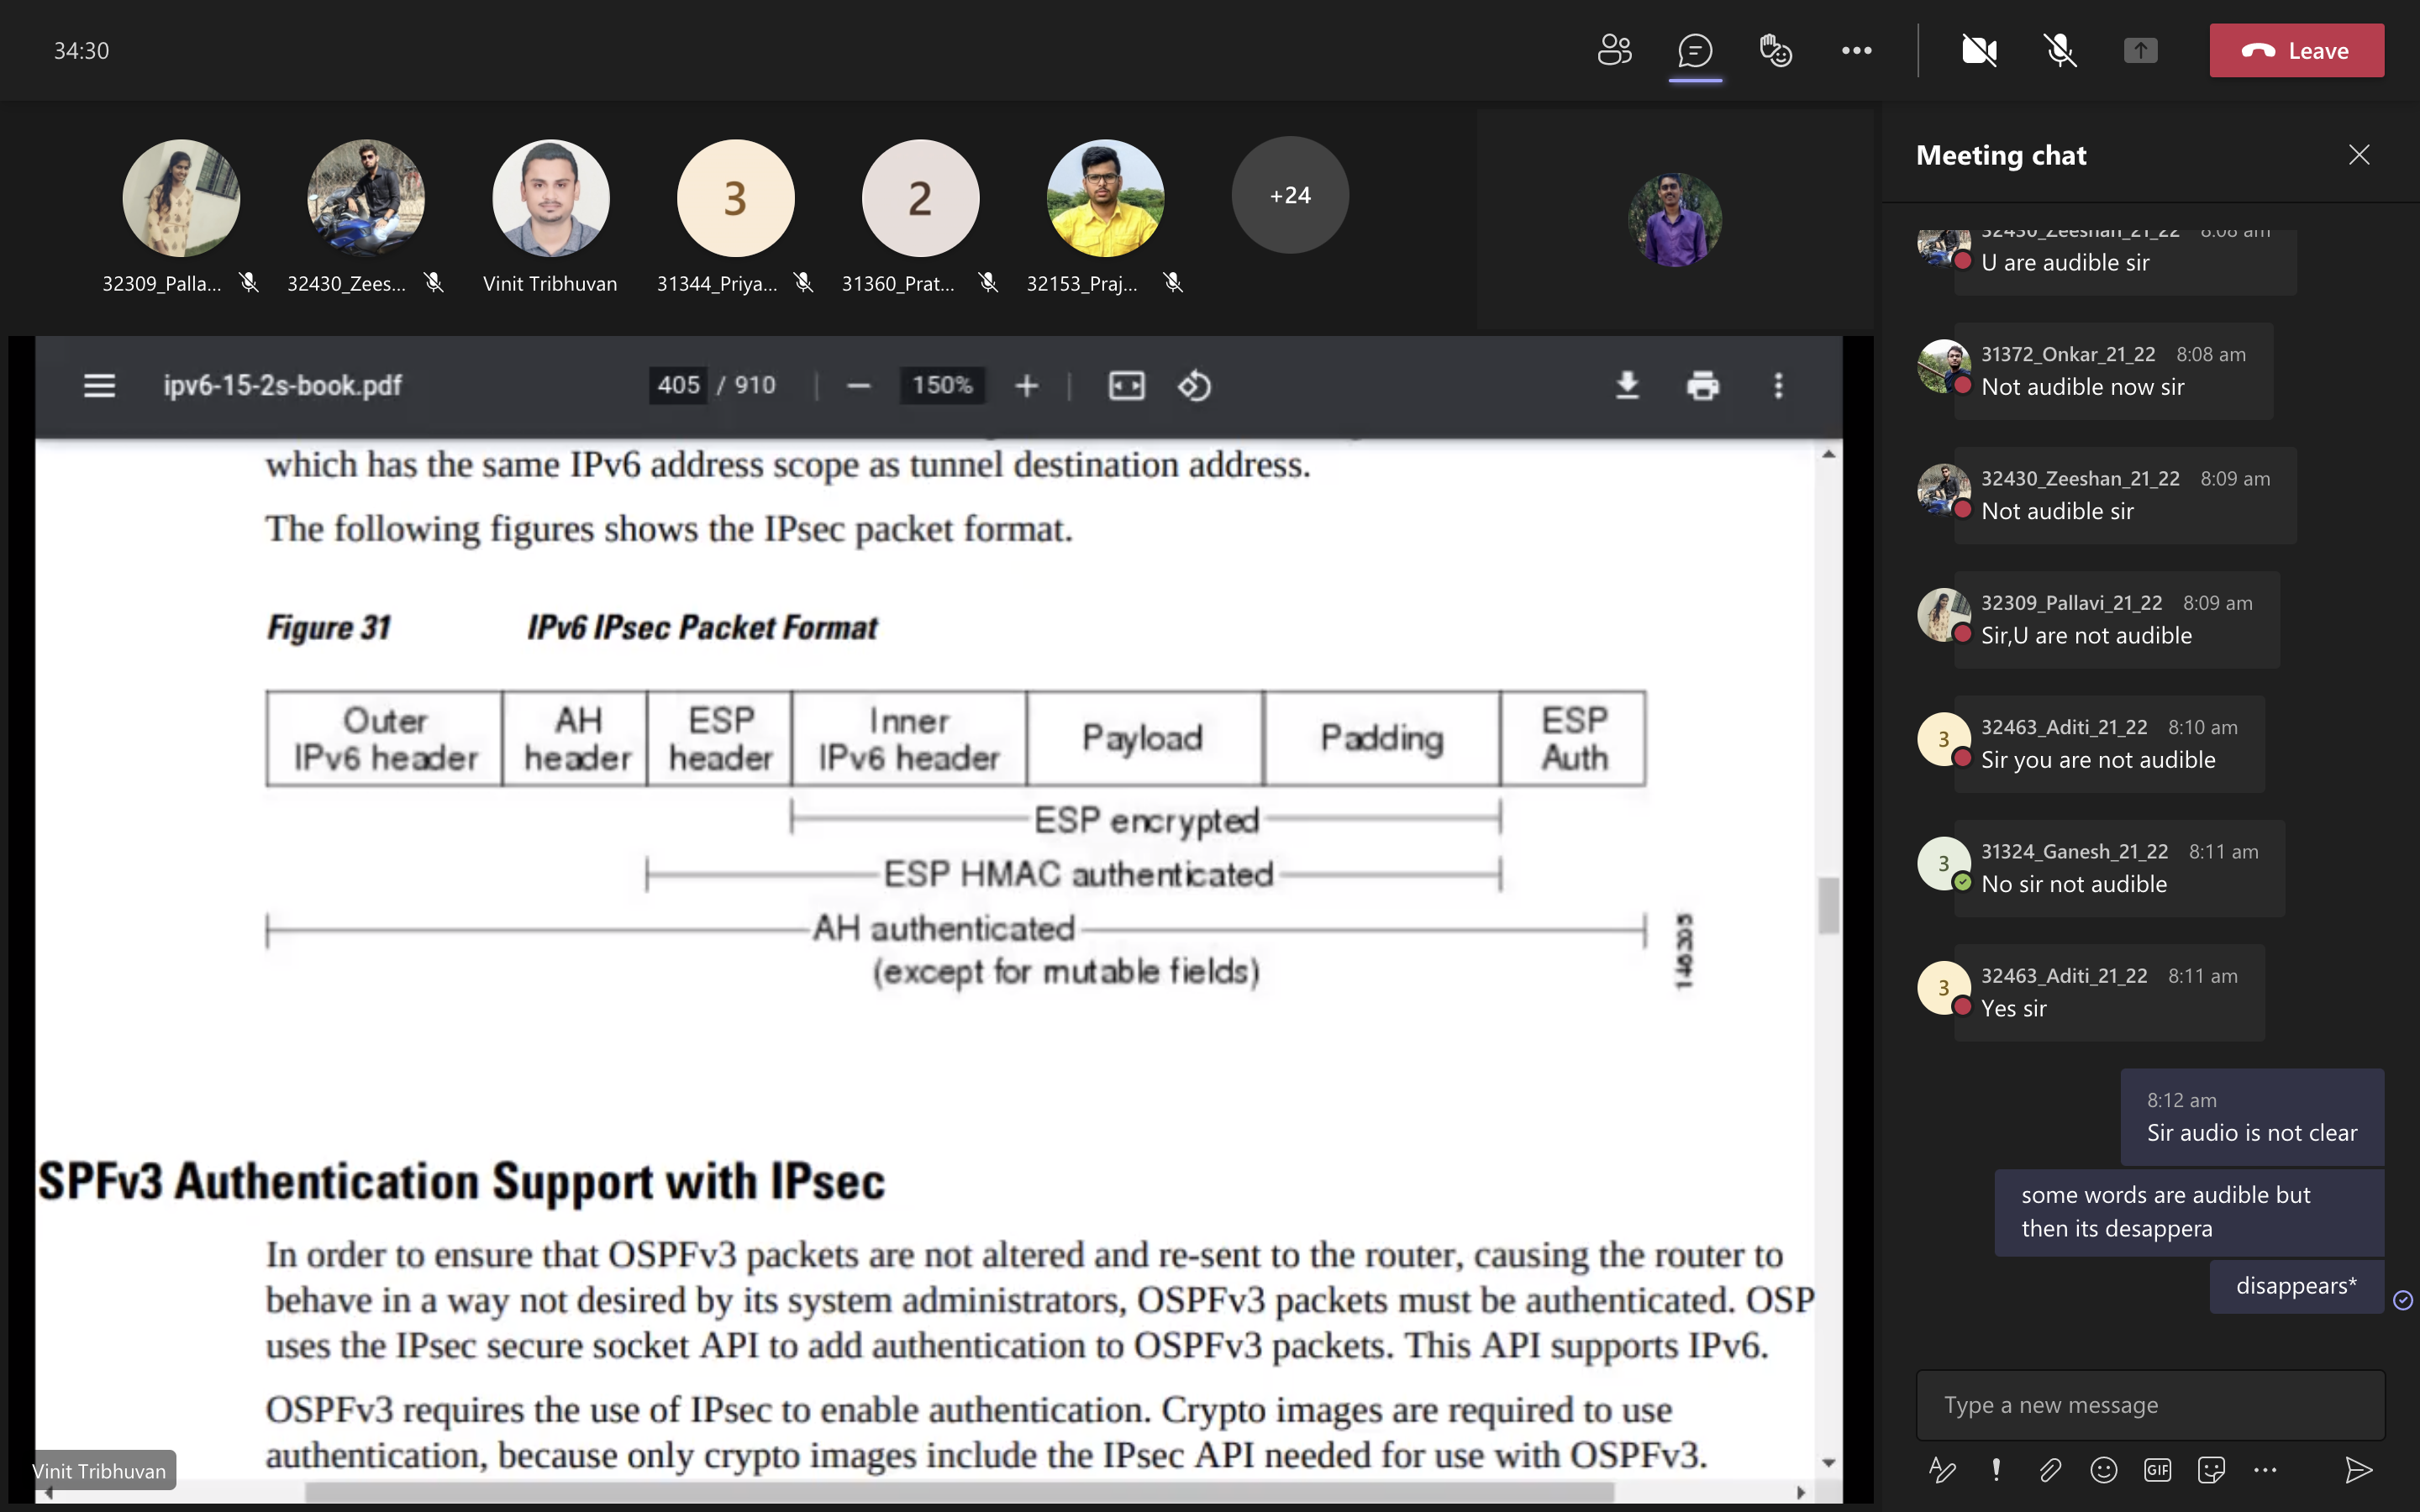 34:30
Leave
32309_Palla...
32430_Zees...
Vinit Tribhuvan
3
31344_Priya...
2
31360_Prat...
32153_Praj...
+24
ipv6-15-2s-book.pdf
405 / 910
150%
which has the same IPv6 address scope as tunnel destination address.
The following figures shows the IPsec packet format.
Figure 31 IPv6 IPsec Packet Format
Outer
IPv6 header
AH
header
ESP
header
Inner
IPv6 header
Payload
Padding
ESP
Auth
ESP encrypted
ESP HMAC authenticated
AH authenticated
(except for mutable fields)
146205
SPFv3 Authentication Support with IPsec
In order to ensure that OSPFv3 packets are not altered and re-sent to the router, causing the router to
behave in a way not desired by its system administrators, OSPFv3 packets must be authenticated. OSP
uses the IPsec secure socket API to add authentication to OSPFv3 packets. This API supports IPv6.
OSPFv3 requires the use of IPsec to enable authentication. Crypto images are required to use
authentication, because only crypto images include the IPsec API needed for use with OSPFv3.
Vinit Tribhuvan
Meeting chat
32430_Zeeshan_21_22 8:08 am
U are audible sir
31372_Onkar_21_22 8:08 am
Not audible now sir
32430_Zeeshan_21_22 8:09 am
Not audible sir
32309_Pallavi_21_22 8:09 am
Sir,U are not audible
3
32463_Aditi_21_22 8:10 am
Sir you are not audible
3
31324_Ganesh_21_22 8:11 am
No sir not audible
3
32463_Aditi_21_22 8:11 am
Yes sir
8:12 am
Sir audio is not clear
some words are audible but
then its desappera
disappears*
Type a new message
GIF